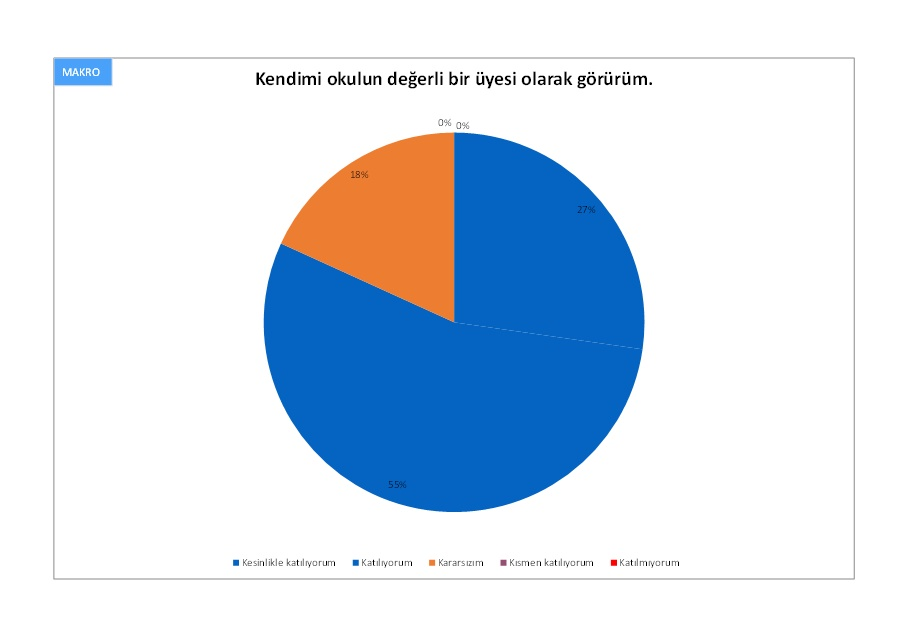 MAKRO
Kendimi okulun değerli bir üyesi olarak görürüm.
0% 0%
18%
27%
55%
Kesinlikle katılıyorum Katılıyorum Kararsızım Kısmen katılıyorum Katılmıyorum